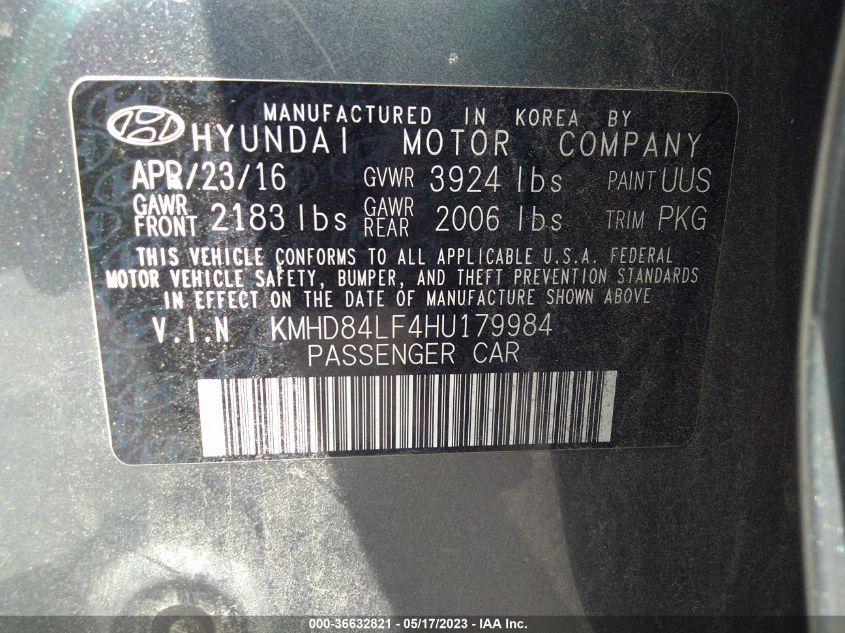 MANUFACTURED IN KOREA BY
HYUNDAI MOTOR COMPANY
APR/23/16 GVWR 3924 lbs PAINT UUS
GAWR FRONT 2183 lbs GAWR REAR 2006 lbs TRIM PKG
THIS VEHICLE CONFORMS TO ALL APPLICABLE U.S.A. FEDERAL
MOTOR VEHICLE SAFETY, BUMPER, AND THEFT PREVENTION STANDARDS
IN EFFECT ON THE DATE OF MANUFACTURE SHOWN ABOVE
V.I.N KMHD84LF4HU179984
PASSENGER CAR
000-36632821 - 05/17/2023 - IAA Inc.